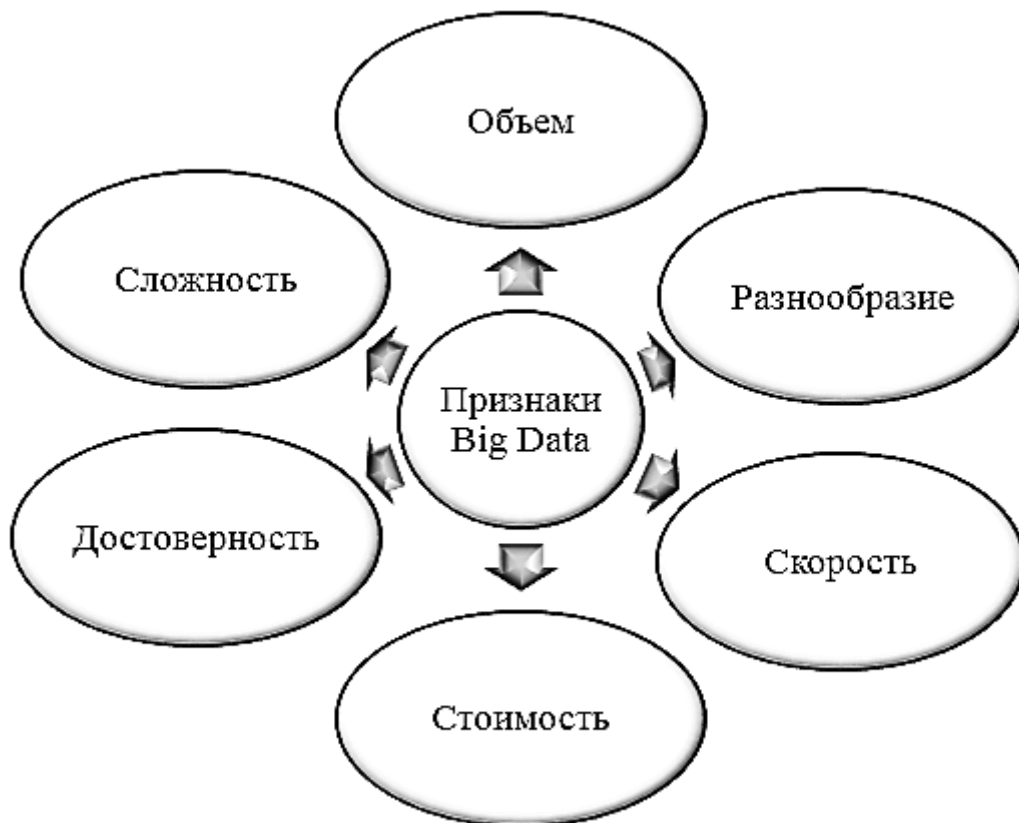 Объем
Сложность
Разнообразие
Признаки
Big Data
Достоверность
Скорость
Стоимость